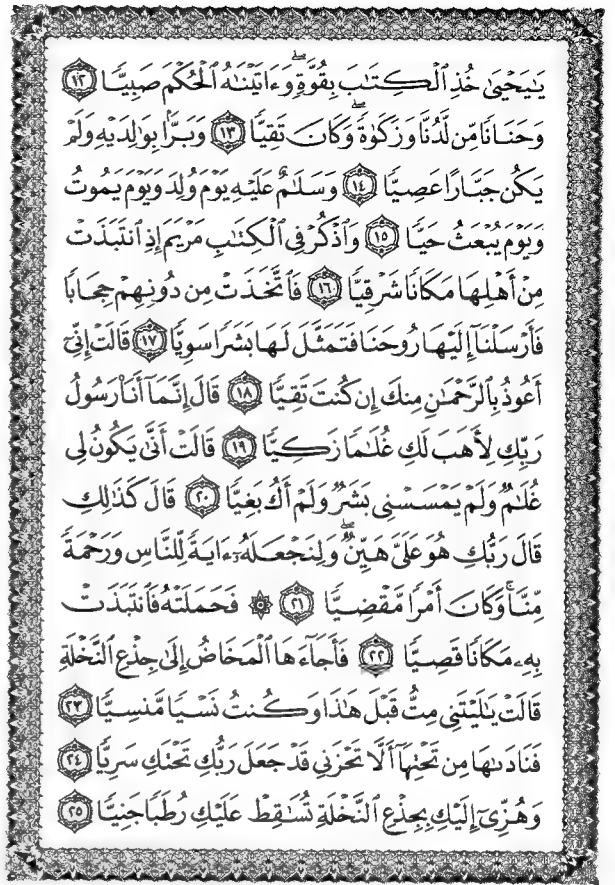 يَٰيَحْيَىٰ خُذِ ٱلْكِتَٰبَ بِقُوَّةٍۖ وَءَاتَيْنَٰهُ ٱلْحُكْمَ صَبِيًّا ١٢
وَحَنَانًا مِّن لَّدُنَّا وَزَكَوٰةًۖ وَكَانَ تَقِيًّا ١٣ وَبَرًّۢا بِوَٰلِدَيْهِ وَلَمْ
يَكُن جَبَّارًا عَصِيًّا ١٤ وَسَلَٰمٌ عَلَيْهِ يَوْمَ وُلِدَ وَيَوْمَ يَمُوتُ
وَيَوْمَ يُبْعَثُ حَيًّا ١٥ وَٱذْكُرْ فِي ٱلْكِتَٰبِ مَرْيَمَ إِذِ ٱنتَبَذَتْ
مِنْ أَهْلِهَا مَكَانًا شَرْقِيًّا ١٦ فَٱتَّخَذَتْ مِن دُونِهِمْ حِجَابًا
فَأَرْسَلْنَآ إِلَيْهَا رُوحَنَا فَتَمَثَّلَ لَهَا بَشَرًا سَوِيًّا ١٧ قَالَتْ إِنِّيٓ
أَعُوذُ بِٱلرَّحْمَٰنِ مِنكَ إِن كُنتَ تَقِيًّا ١٨ قَالَ إِنَّمَآ أَنَا۠ رَسُولُ
رَبِّكِ لِأَهَبَ لَكِ غُلَٰمًا زَكِيًّا ١٩ قَالَتْ أَنَّىٰ يَكُونُ لِي
غُلَٰمٌ وَلَمْ يَمْسَسْنِي بَشَرٌ وَلَمْ أَكُ بَغِيًّا ٢٠ قَالَ كَذَٰلِكِ
قَالَ رَبُّكِ هُوَ عَلَيَّ هَيِّنٌۖ وَلِنَجْعَلَهُۥٓ ءَايَةً لِّلنَّاسِ وَرَحْمَةً
مِّنَّاۚ وَكَانَ أَمْرًا مَّقْضِيًّا ٢١ ۞ فَحَمَلَتْهُ فَٱنتَبَذَتْ
بِهِۦ مَكَانًا قَصِيًّا ٢٢ فَأَجَآءَهَا ٱلْمَخَاضُ إِلَىٰ جِذْعِ ٱلنَّخْلَةِ
قَالَتْ يَٰلَيْتَنِي مِتُّ قَبْلَ هَٰذَا وَكُنتُ نَسْيًا مَّنسِيًّا ٢٣
فَنَادَىٰهَا مِن تَحْتِهَآ أَلَّا تَحْزَنِي قَدْ جَعَلَ رَبُّكِ تَحْتَكِ سَرِيًّا ٢٤
وَهُزِّيٓ إِلَيْكِ بِجِذْعِ ٱلنَّخْلَةِ تُسَٰقِطْ عَلَيْكِ رُطَبًا جَنِيًّا ٢٥